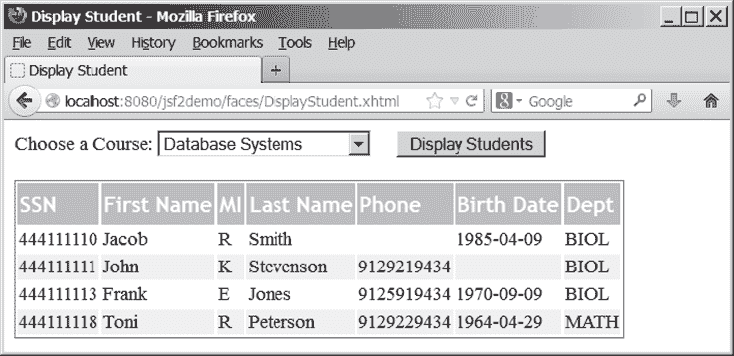 Display Student - Mozilla Firefox
File Edit View History Bookmarks Tools Help
Display Student +
localhost:8080/jsf2demo/faces/DsplayStudent.xhtml Google
Choose a Course: Database Systems Display Students
SSN First Name MI Last Name Phone Birth Date Dept
444111110 Jacob R Smith 1985-04-09 BIOL
444111111 John K Stevenson 9129219434 BIOL
444111113 Frank E Jones 9125919434 1970-09-09 BIOL
444111118 Toni R Peterson 9129229434 1964-04-29 MATH